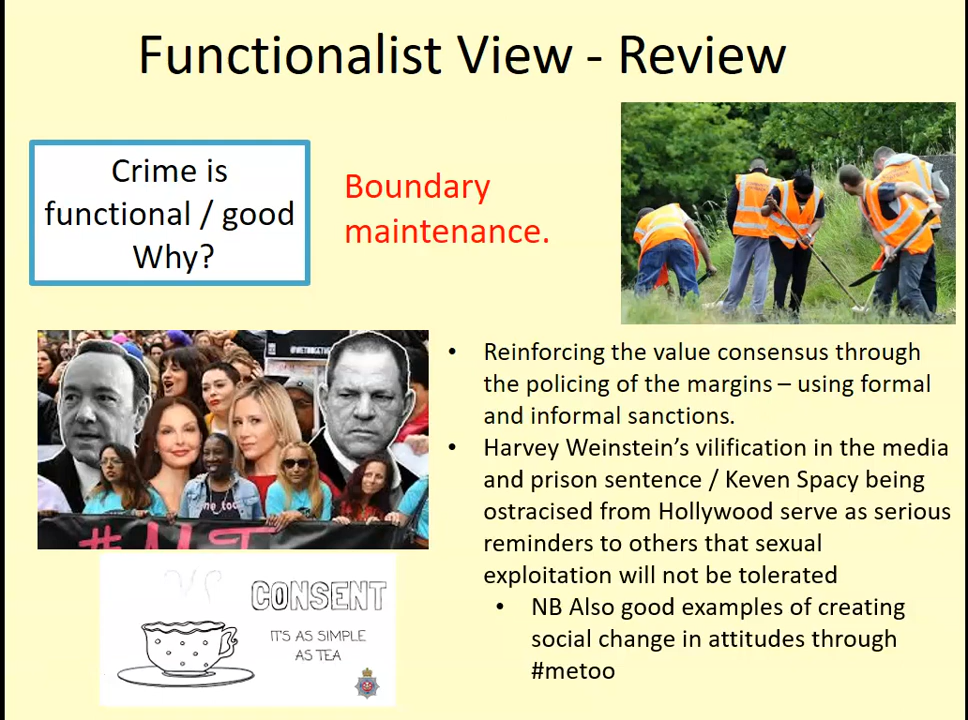 Functionalist View - Review
Crime is
functional / good
Why?
Boundary
maintenance.
• Reinforcing the value consensus through
the policing of the margins – using formal
and informal sanctions.
• Harvey Weinstein's vilification in the media
and prison sentence / Keven Spacy being
ostracised from Hollywood serve as serious
reminders to others that sexual
exploitation will not be tolerated
• NB Also good examples of creating
social change in attitudes through
#metoo
CONSENT
IT'S AS SIMPLE
AS TEA